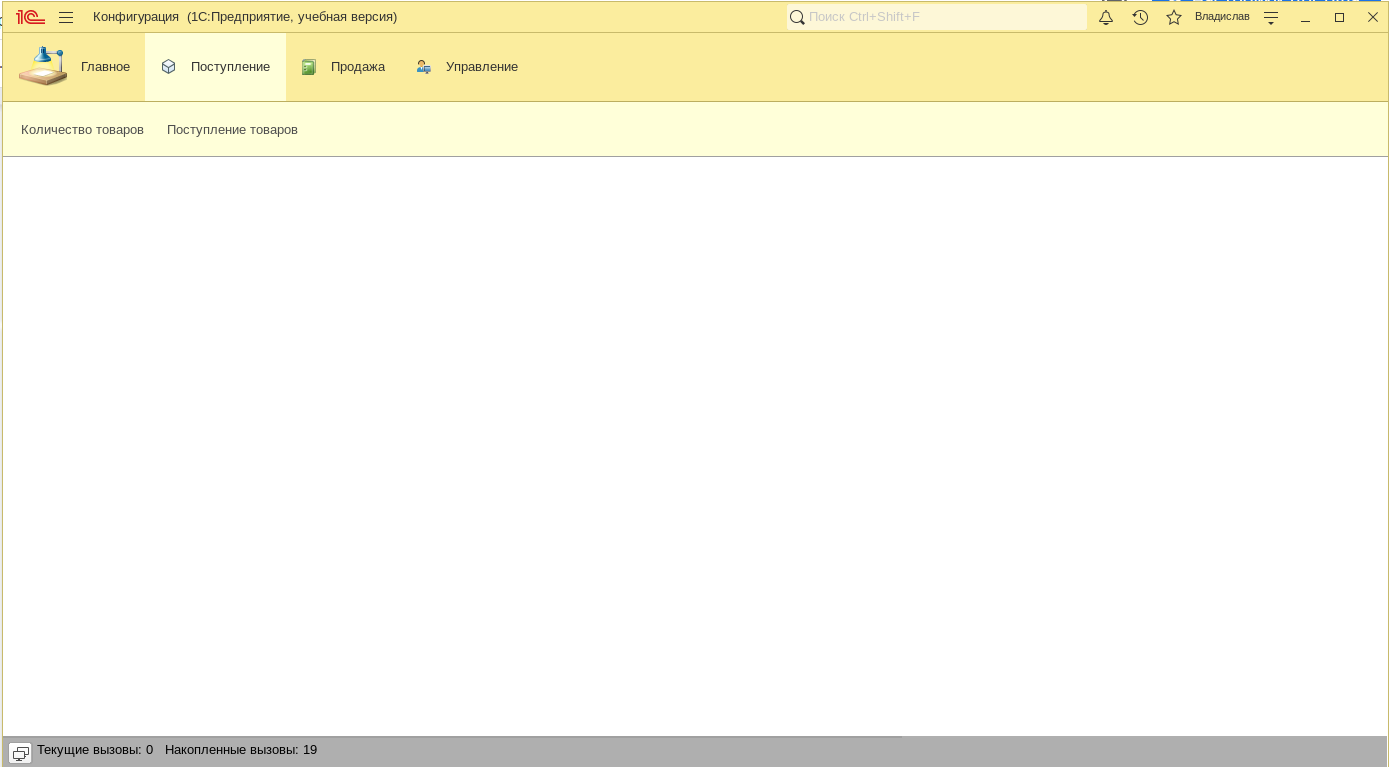 1С Конфигурация (1С:Предприятие, учебная версия) Поиск Ctrl+Shift+F Владислав
Главное Поступление Продажа Управление
Количество товаров Поступление товаров
Текущие вызовы: 0 Накопленные вызовы: 19